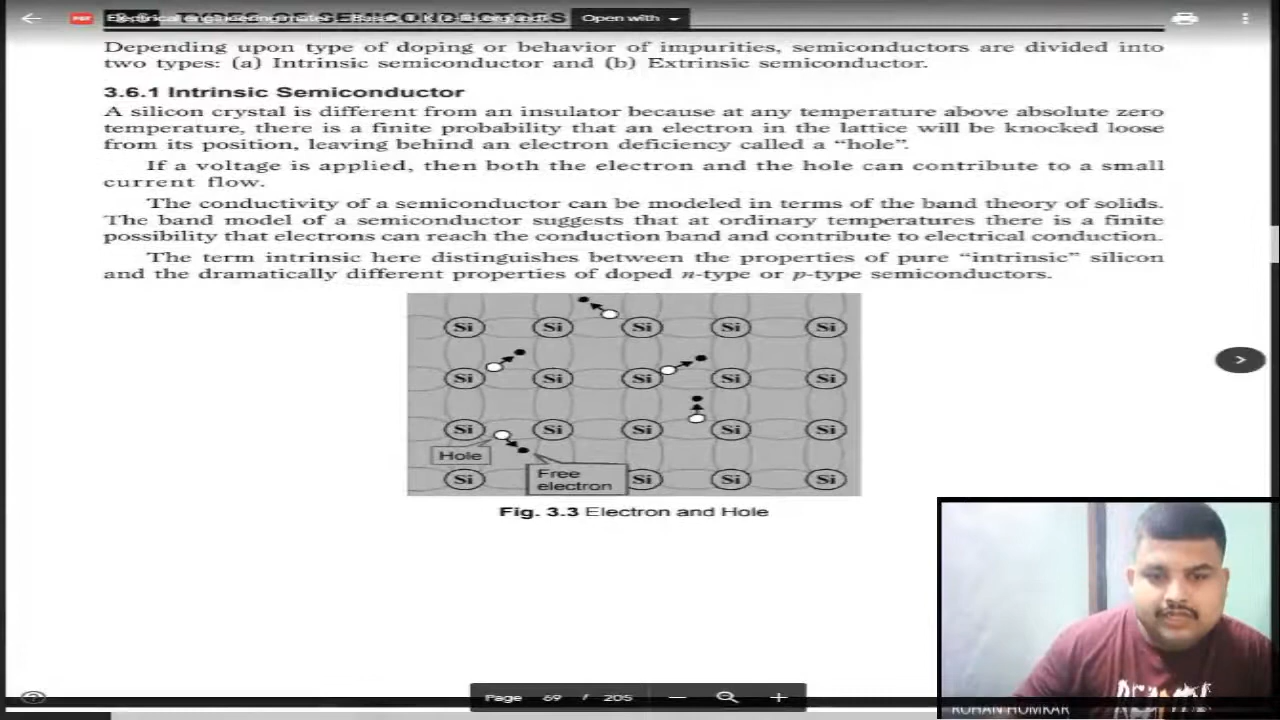 3.6 TYPES OF SEMICONDUCTORS
Open with
Depending upon type of doping or behavior of impurities, semiconductors are divided into
two types: (a) Intrinsic semiconductor and (b) Extrinsic semiconductor.
3.6.1 Intrinsic Semiconductor
A silicon crystal is different from an insulator because at any temperature above absolute zero
temperature, there is a finite probability that an electron in the lattice will be knocked loose
from its position, leaving behind an electron deficiency called a “hole”.
If a voltage is applied, then both the electron and the hole can contribute to a small
current flow.
The conductivity of a semiconductor can be modeled in terms of the band theory of solids.
The band model of a semiconductor suggests that at ordinary temperatures there is a finite
possibility that electrons can reach the conduction band and contribute to electrical conduction.
The term intrinsic here distinguishes between the properties of pure “intrinsic” silicon
and the dramatically different properties of doped n-type or p-type semiconductors.
Si Si Si Si Si
Si Si Si Si Si
Si Si Si Si Si
Hole
Free
electron
Si Si Si Si
Fig. 3.3 Electron and Hole
Page 69 / 205
ROHAN HUMKAR